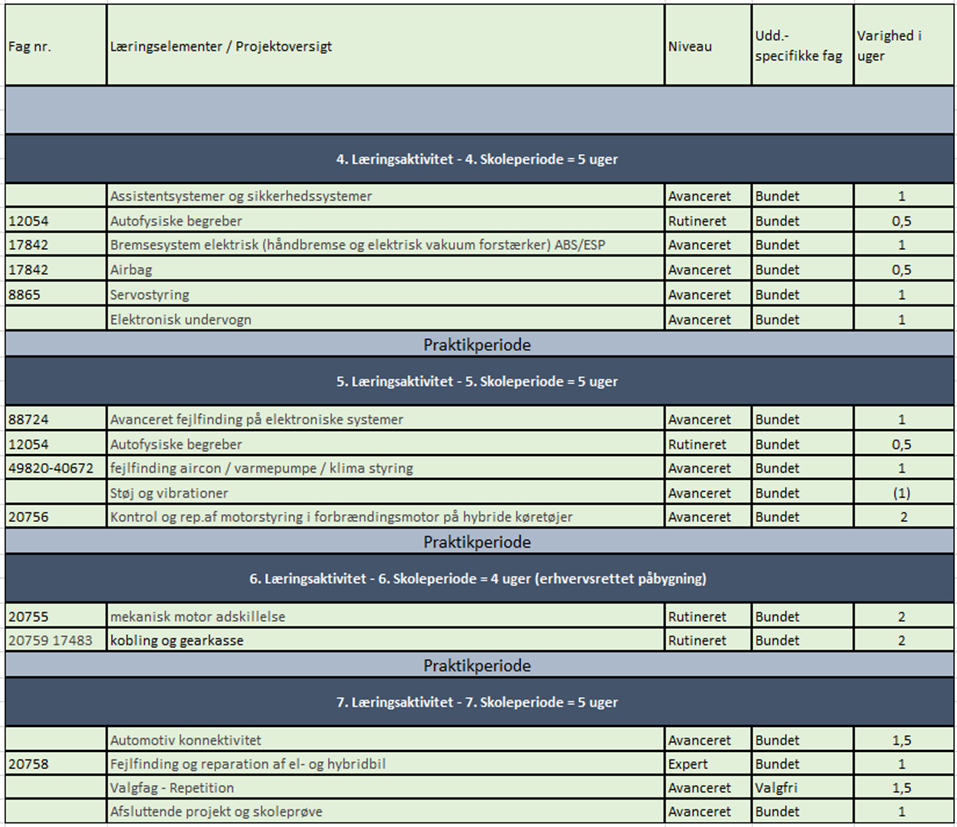 Fag nr. Læringselementer / Projektoversigt Niveau Udd.-specifikke fag Varighed i uger
4. Læringsaktivitet - 4. Skoleperiode = 5 uger
Assistentsystemer og sikkerhedssystemer Avanceret Bundet 1
12054 Autofysiske begreber Rutineret Bundet 0,5
17842 Bremsesystem elektrisk (håndbremse og elektrisk vakuum forstærker) ABS/ESP Avanceret Bundet 1
17842 Airbag Avanceret Bundet 0,5
8865 Servostyring Avanceret Bundet 1
Elektronisk undervogn Avanceret Bundet 1
Praktikperiode
5. Læringsaktivitet - 5. Skoleperiode = 5 uger
88724 Avanceret fejlfinding på elektroniske systemer Avanceret Bundet 1
12054 Autofysiske begreber Rutineret Bundet 0,5
49820-40672 fejlfinding aircon / varmepumpe / klima styring Avanceret Bundet 1
Støj og vibrationer Avanceret Bundet (1)
20756 Kontrol og rep.af motorstyring i forbrændingsmotor på hybride køretøjer Avanceret Bundet 2
Praktikperiode
6. Læringsaktivitet - 6. Skoleperiode = 4 uger (erhvervsrettet påbygning)
20755 mekanisk motor adskillelse Rutineret Bundet 2
20759 17483 kobling og gearkasse Rutineret Bundet 2
Praktikperiode
7. Læringsaktivitet - 7. Skoleperiode = 5 uger
Automotiv konnektivitet Avanceret Bundet 1,5
20758 Fejlfinding og reparation af el- og hybridbil Expert Bundet 1
Valgfag - Repetition Avanceret Valgfri 1,5
Afsluttende projekt og skoleprøve Avanceret Bundet 1